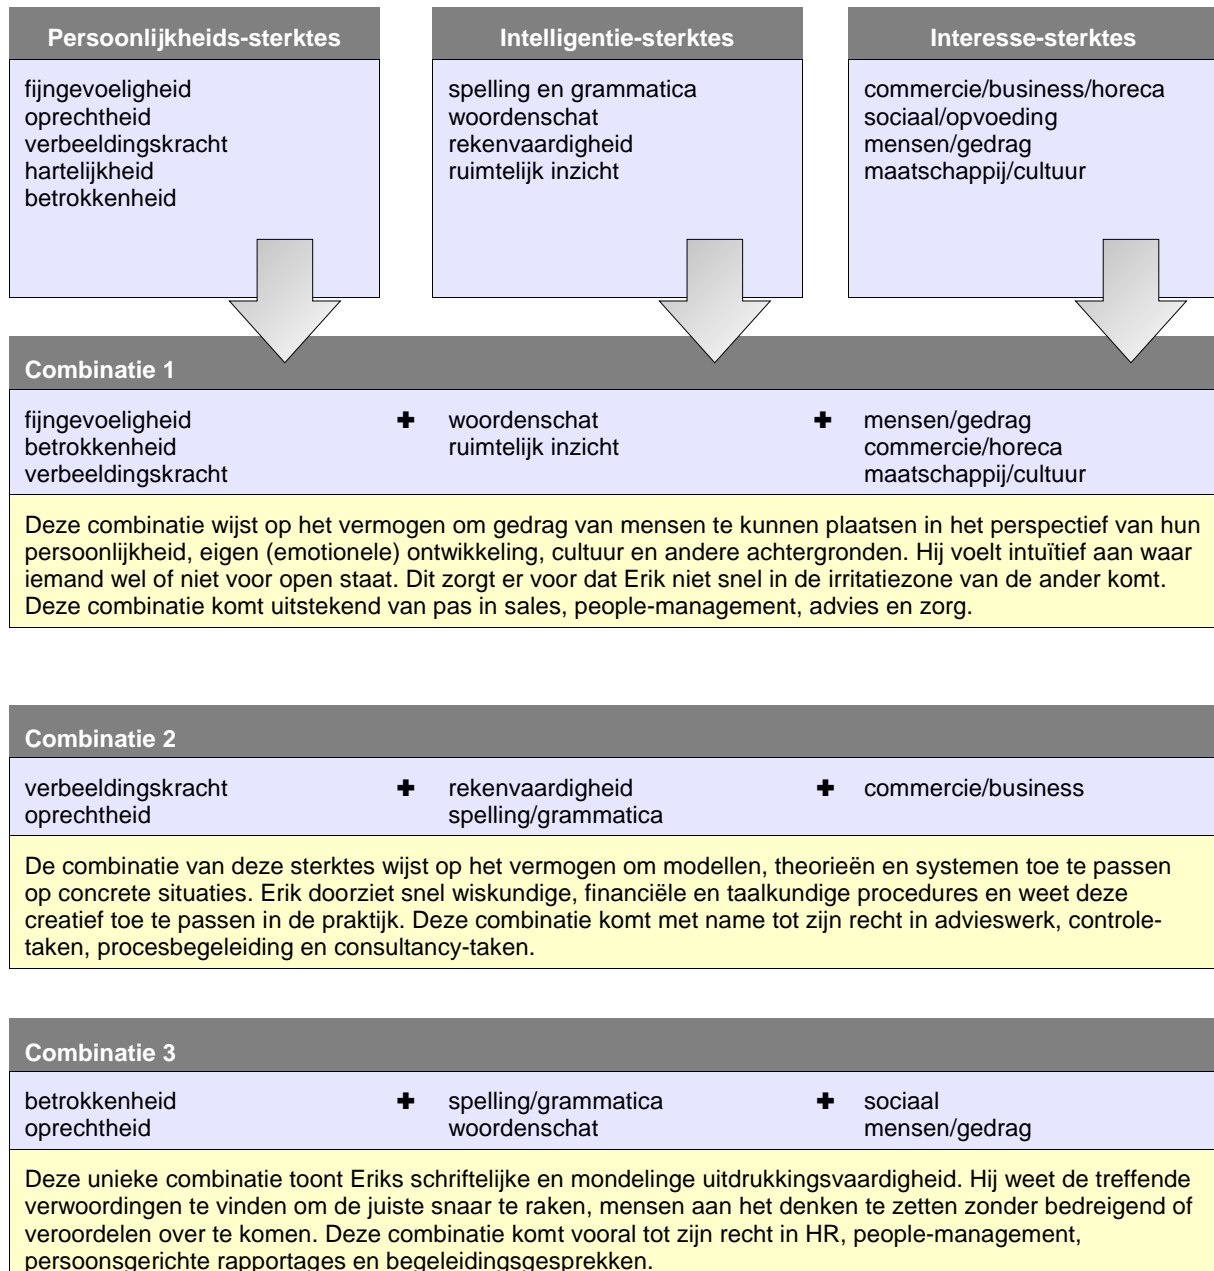 Persoonlijkheids-sterktes
fijngevoeligheid
oprechtheid
verbeeldingskracht
hartelijkheid
betrokkenheid
Intelligentie-sterktes
spelling en grammatica
woordenschat
rekenvaardigheid
ruimtelijk inzicht
Interesse-sterktes
commercie/business/horeca
sociaal/opvoeding
mensen/gedrag
maatschappij/cultuur
Combinatie 1
fijngevoeligheid + woordenschat + mensen/gedrag
betrokkenheid ruimtelijk inzicht commercie/horeca
verbeeldingskracht maatschappij/cultuur
Deze combinatie wijst op het vermogen om gedrag van mensen te kunnen plaatsen in het perspectief van hun
persoonlijkheid, eigen (emotionele) ontwikkeling, cultuur en andere achtergronden. Hij voelt intuïtief aan waar
iemand wel of niet voor open staat. Dit zorgt er voor dat Erik niet snel in de irritatiezone van de ander komt.
Deze combinatie komt uitstekend van pas in sales, people-management, advies en zorg.
Combinatie 2
verbeeldingskracht + rekenvaardigheid + commercie/business
oprechtheid spelling/grammatica
De combinatie van deze sterktes wijst op het vermogen om modellen, theorieën en systemen toe te passen
op concrete situaties. Erik doorziet snel wiskundige, financiële en taalkundige procedures en weet deze
creatief toe te passen in de praktijk. Deze combinatie komt met name tot zijn recht in advieswerk, controle-
taken, procesbegeleiding en consultancy-taken.
Combinatie 3
betrokkenheid + spelling/grammatica + sociaal
oprechtheid woordenschat mensen/gedrag
Deze unieke combinatie toont Eriks schriftelijke en mondelinge uitdrukkingsvaardigheid. Hij weet de treffende
verwoordingen te vinden om de juiste snaar te raken, mensen aan het denken te zetten zonder bedreigend of
veroordelen over te komen. Deze combinatie komt vooral tot zijn recht in HR, people-management,
persoonsgerichte rapportages en begeleidingsgesprekken.